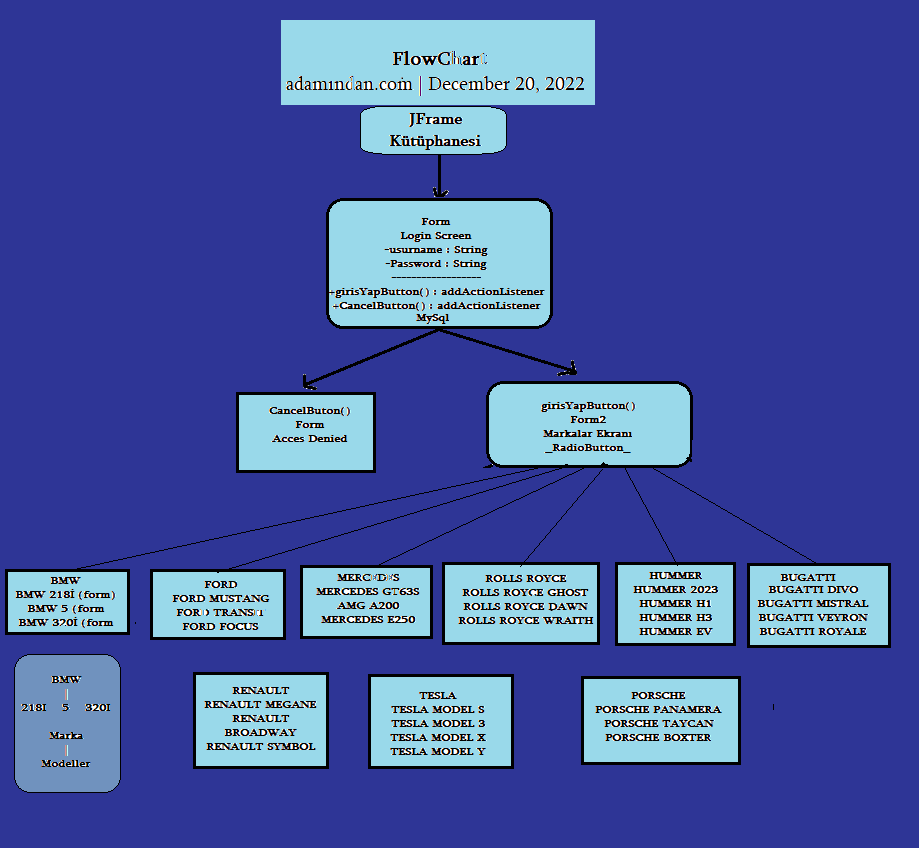 FlowChart
adamından.com | December 20, 2022
JFrame
Kütüphanesi
Form
Login Screen
-usurname : String
-Password : String
------------------
+girisYapButton() : addActionListener
+CancelButton() : addActionListener
MySql
CancelButon()
Form
Acces Denied
girisYapButton()
Form2
Markalar Ekranı
_RadioButton_
BMW
BMW 218İ (form)
BMW 5 (form
BMW 320İ (form
FORD
FORD MUSTANG
FORD TRANSIT
FORD FOCUS
MERCEDES
MERCEDES GT63S
AMG A200
MERCEDES E250
ROLLS ROYCE
ROLLS ROYCE GHOST
ROLLS ROYCE DAWN
ROLLS ROYCE WRAITH
HUMMER
HUMMER 2023
HUMMER H1
HUMMER H3
HUMMER EV
BUGATTI
BUGATTI DIVO
BUGATTI MISTRAL
BUGATTI VEYRON
BUGATTI ROYALE
BMW
|
218I 5 320I
Marka
|
Modeller
RENAULT
RENAULT MEGANE
RENAULT
BROADWAY
RENAULT SYMBOL
TESLA
TESLA MODEL S
TESLA MODEL 3
TESLA MODEL X
TESLA MODEL Y
PORSCHE
PORSCHE PANAMERA
PORSCHE TAYCAN
PORSCHE BOXTER